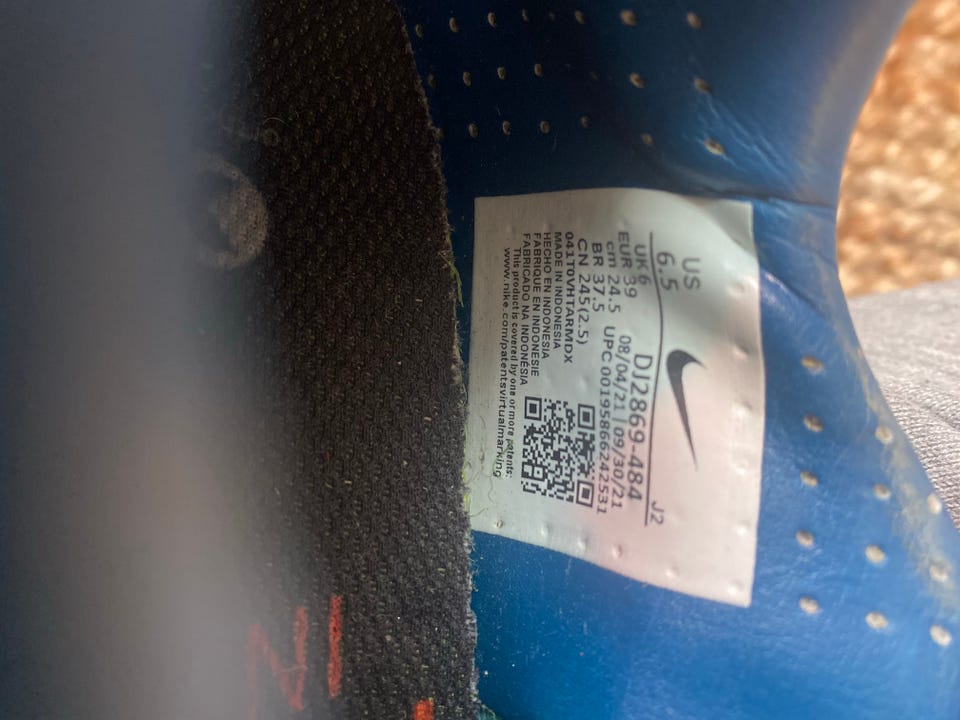 US
6.5
J2
UK 6
DJ2869-484
EUR 39
08/04/21 09/30/21
cm 24.5
UPC 00195866242531
BR 37.5
CN 245(2.5)
041T0VHTARMDX
MADE IN INDONESIA
HECHO EN INDONESIA
FABRIQUE EN INDONESIE
FABRICADO NA INDONÉSIA
This product is covered by one or more patents:
www.nike.com/patentsvirtualmarking